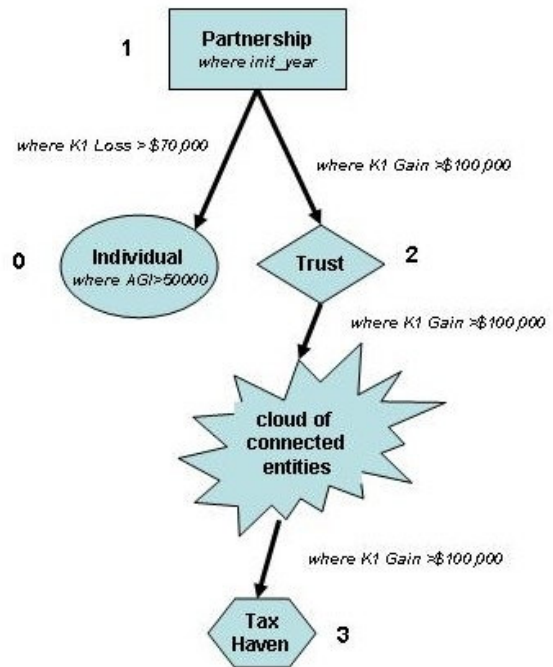 1
Partnership
where init_year
where K1 Loss > $70,000
where K1 Gain >$100,000
0
Individual
where AGI>50000
Trust
2
where K1 Gain >$100,000
cloud of
connected
entities
where K1 Gain >$100,000
Tax
Haven
3